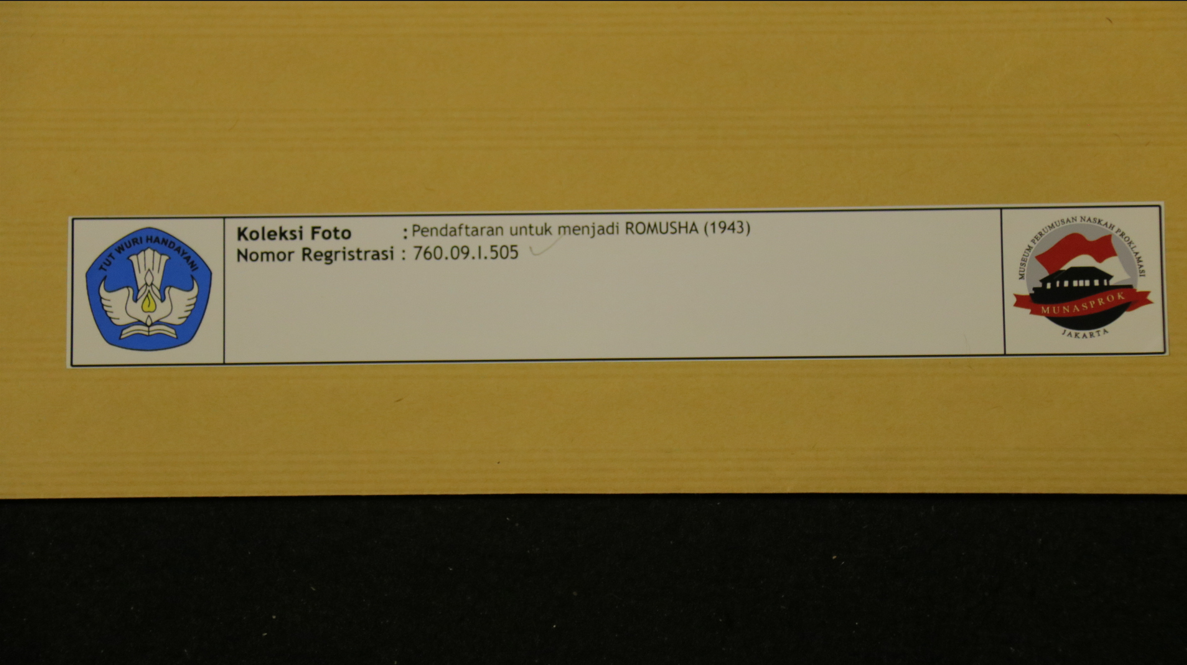 TUT WURI HANDAYANI
Koleksi Foto : Pendaftaran untuk menjadi ROMUSHA (1943)
Nomor Regristrasi : 760.09.I.505
MUSEUM PERUMUSAN NASKAH PROKLAMASI
MUNASPROK
JAKARTA